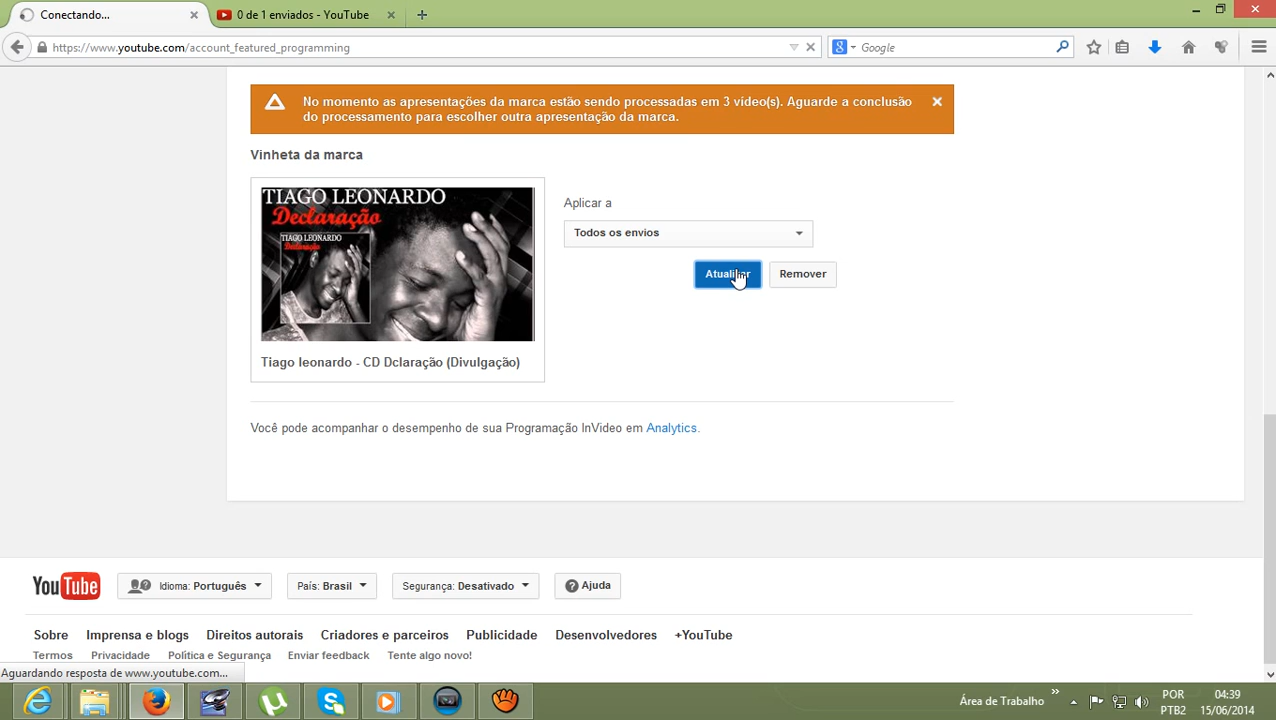 Conectando...
0 de 1 enviados - YouTube
https://www.youtube.com/account_featured_programming
Google
No momento as apresentações da marca estão sendo processadas em 3 vídeo(s). Aguarde a conclusão
do processamento para escolher outra apresentação da marca.
Vinheta da marca
TIAGO LEONARDO
Declaração
TIAGO LEONARDO
Declaração
Tiago leonardo - CD Dclaração (Divulgação)
Aplicar a
Todos os envios
Atualizar
Remover
Você pode acompanhar o desempenho de sua Programação InVideo em Analytics.
YouTube
Idioma: Português
País: Brasil
Segurança: Desativado
Ajuda
Sobre Imprensa e blogs Direitos autorais Criadores e parceiros Publicidade Desenvolvedores +YouTube
Termos Privacidade Política e Segurança Enviar feedback Tente algo novo!
Aguardando resposta de www.youtube.com...
Área de Trabalho
POR
PTB2
04:39
15/06/2014